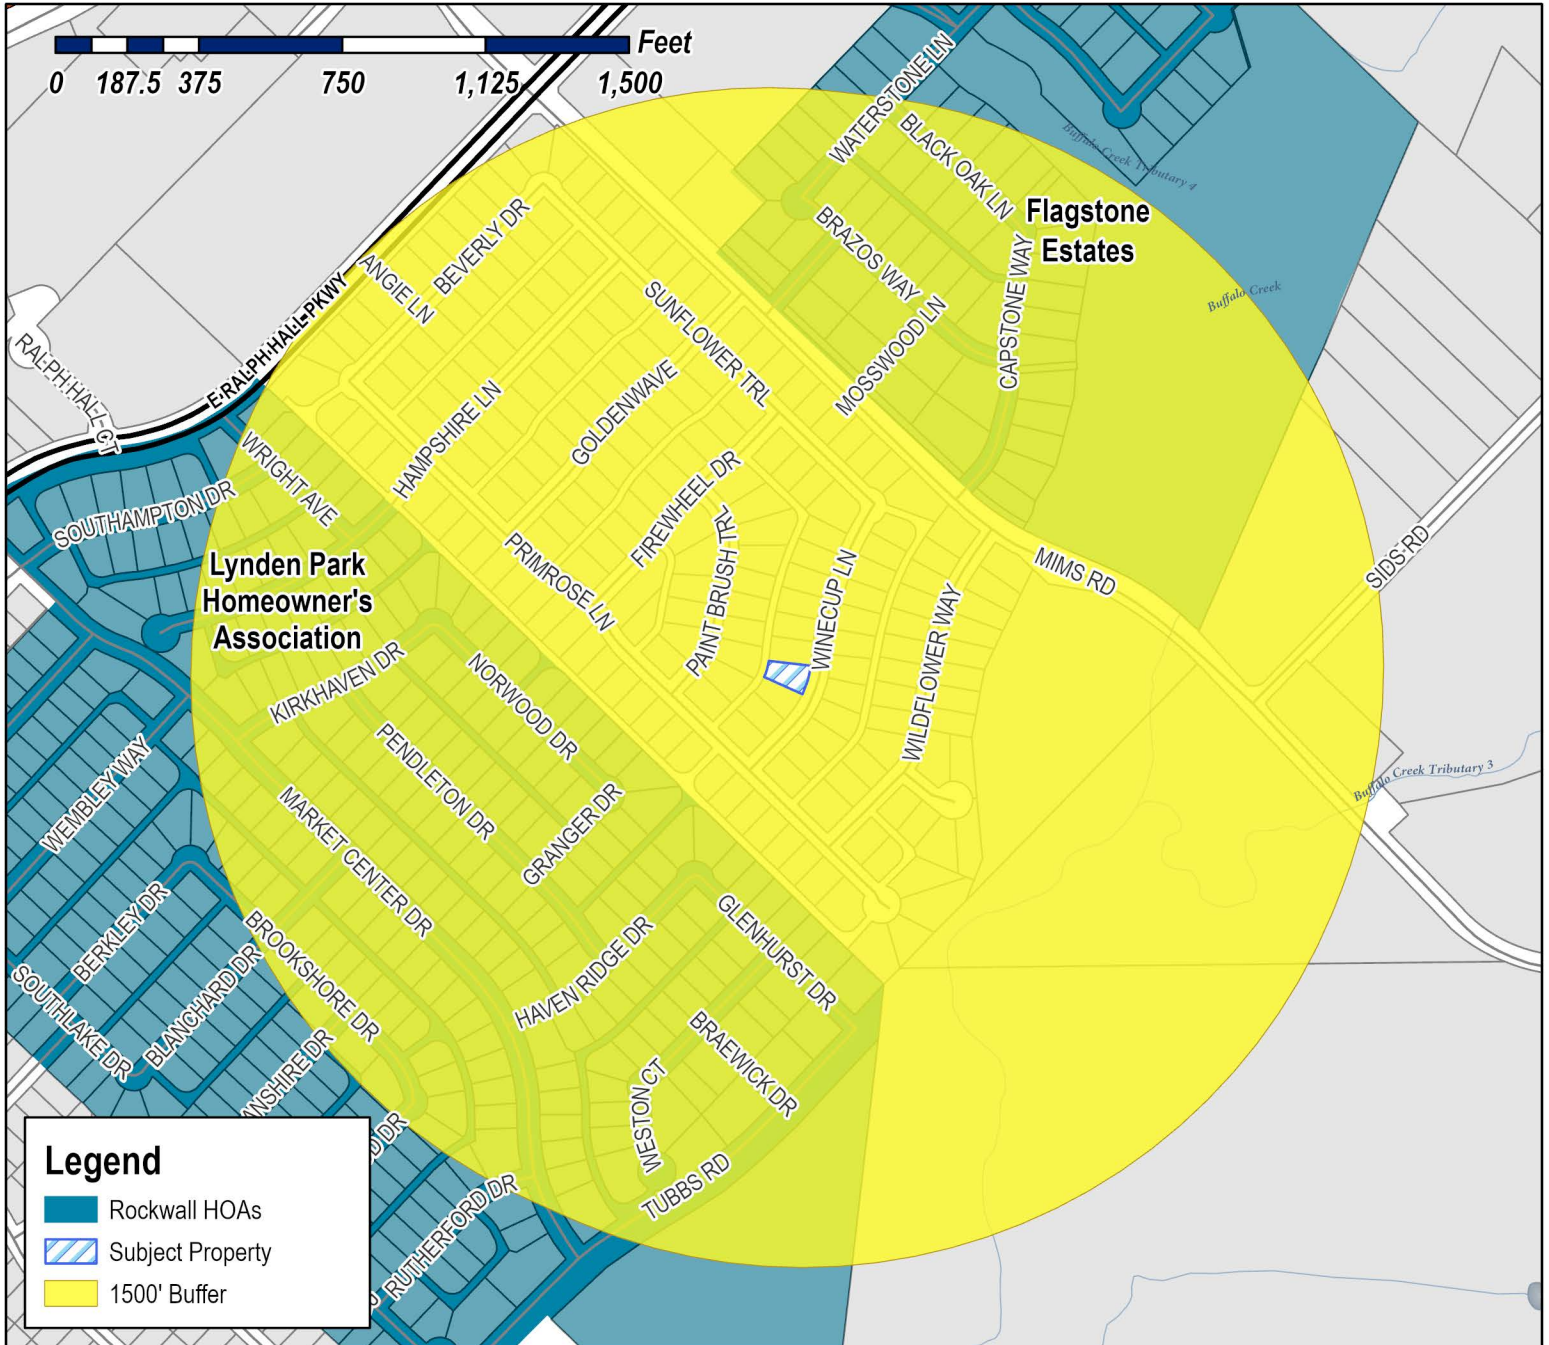 Feet
0 187.5 375 750 1,125 1,500
WATERSTONE LN
BLACK OAK LN
Buffalo Creek Tributary 4
Flagstone
Estates
BEVERLY DR
ANGIE LN
BRAZOS WAY
CAPSTONE WAY
Buffalo Creek
E RALPH HALL PKWY
RALPH HALL CT
SUNFLOWER TRL
MOSSWOOD LN
HAMPSHIRE LN
GOLDENWAVE
WRIGHT AVE
SOUTHAMPTON DR
FIREWHEEL DR
PAINT BRUSH TRL
PRIMROSE LN
WINECUP LN
MIMS RD
SIDS RD
WILDFLOWER WAY
Lynden Park
Homeowner's
Association
KIRKHAVEN DR
NORWOOD DR
PENDLETON DR
WEMBLEY WAY
MARKET CENTER DR
GRANGER DR
Buffalo Creek Tributary 3
BERKLEY DR
BROOKSHORE DR
BLANCHARD DR
SOUTHLAKE DR
HAVEN RIDGE DR
GLENHURST DR
BRAEWICK DR
WESTON CT
TUBBS RD
ANSHIRE DR
D DR
RUTHERFORD DR
Legend
Rockwall HOAs
Subject Property
1500' Buffer